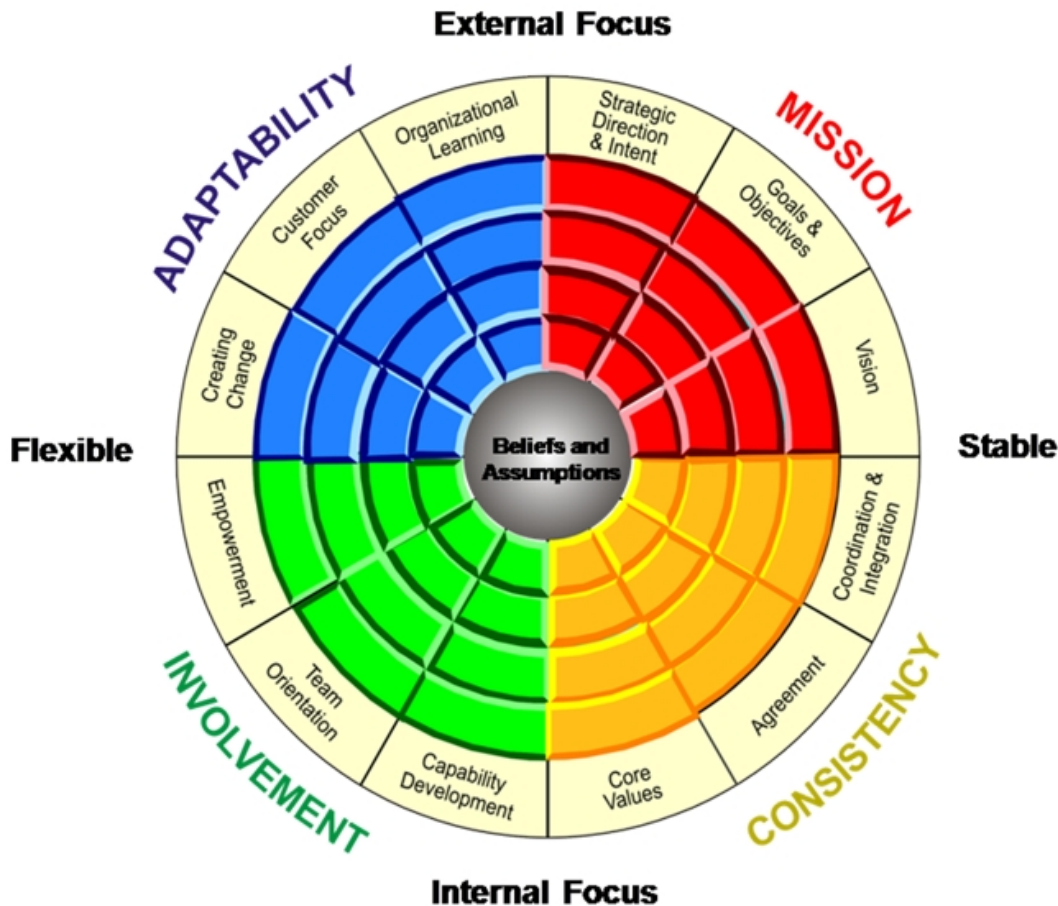 External Focus
ADAPTABILITY
MISSION
Organizational
Learning
Strategic
Direction
& Intent
Customer
Focus
Goals &
Objectives
Creating
Change
Vision
Flexible
Beliefs and
Assumptions
Stable
Empowerment
Coordination &
Integration
Team
Orientation
Agreement
Capability
Development
Core
Values
INVOLVEMENT
CONSISTENCY
Internal Focus